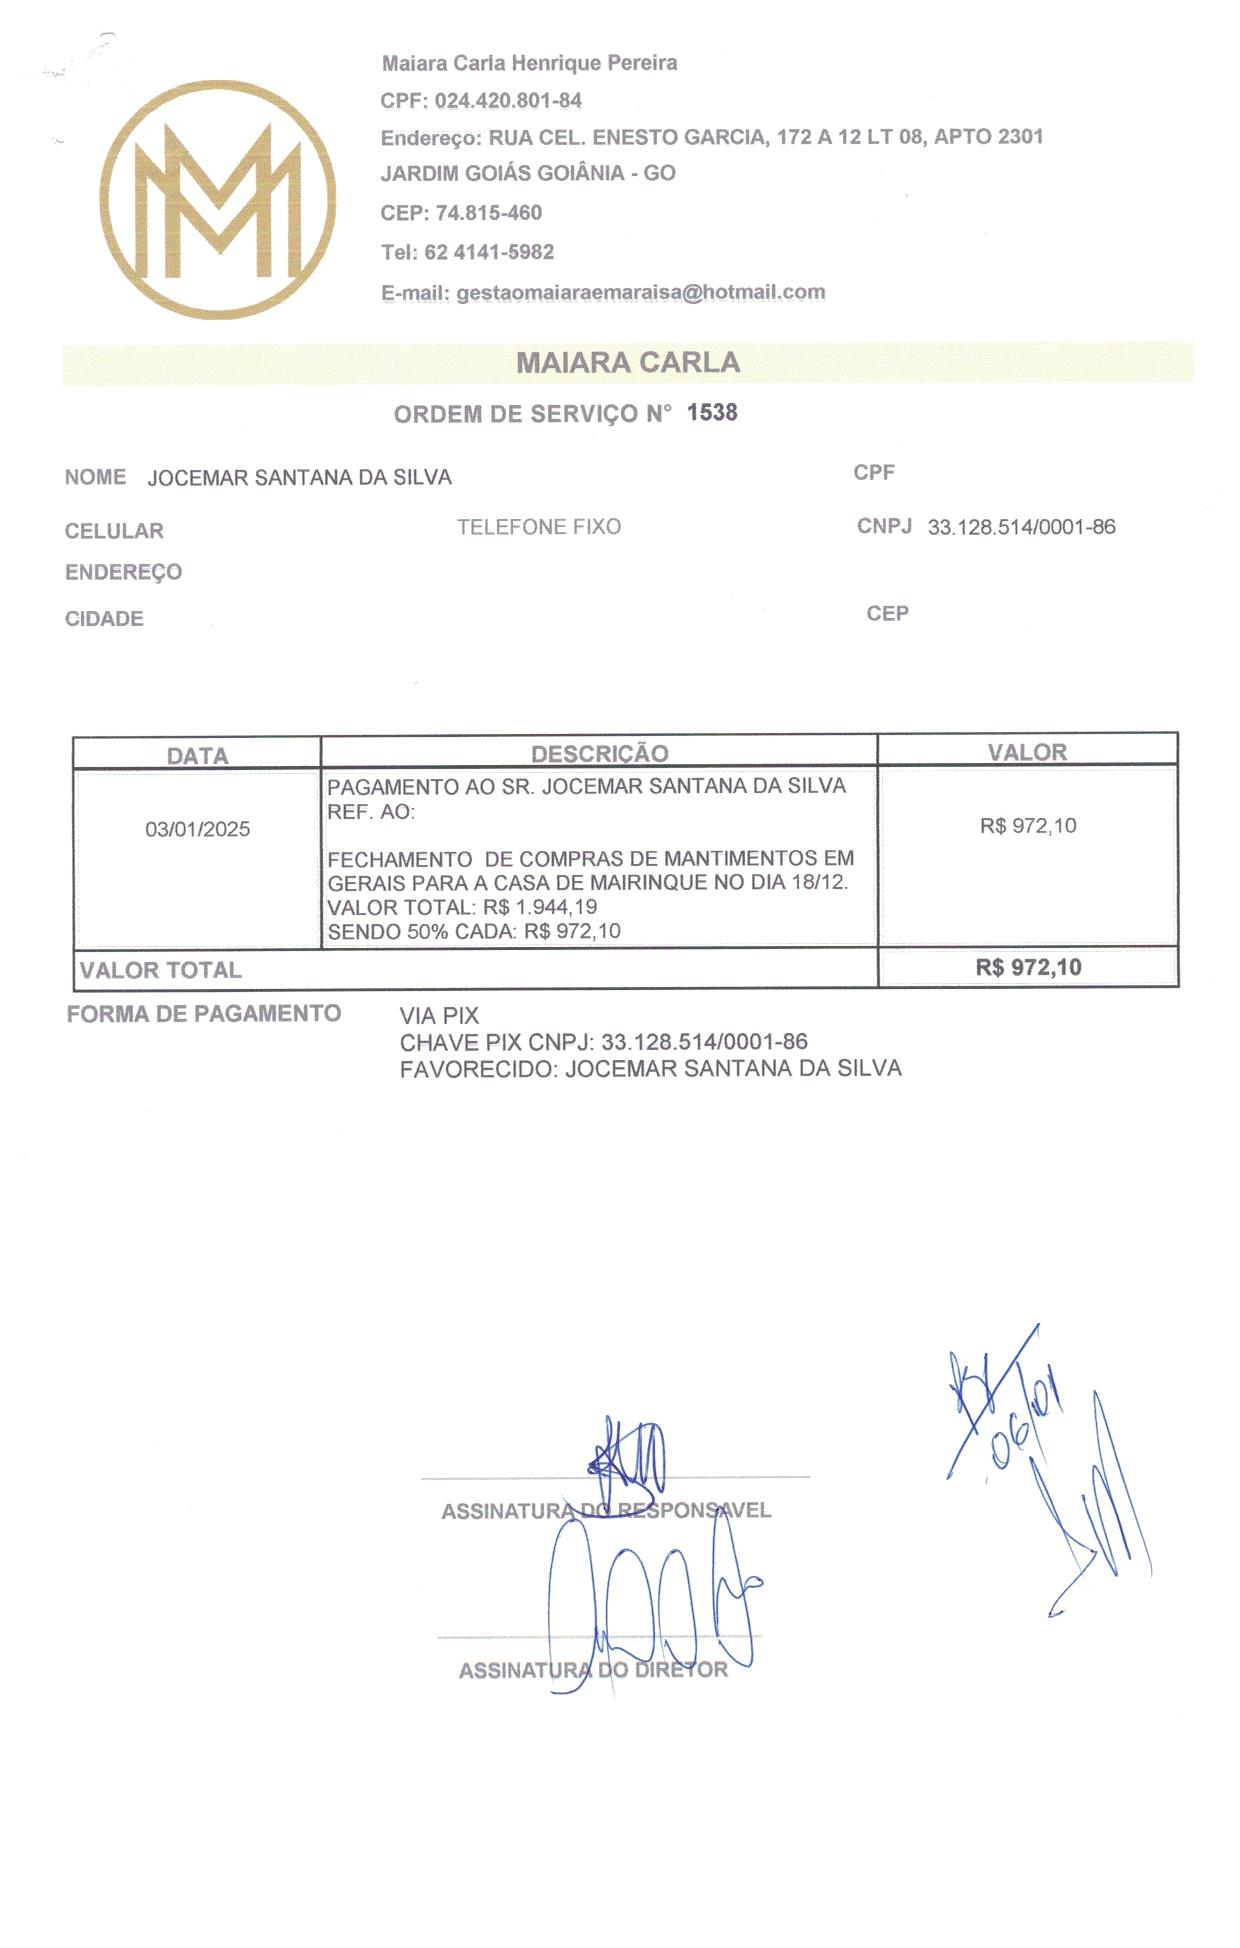 Maiara Carla Henrique Pereira
CPF: 024.420.801-84
Endereço: RUA CEL. ENESTO GARCIA, 172 A 12 LT 08, APTO 2301
JARDIM GOIÁS GOIÂNIA - GO
CEP: 74.815-460
Tel: 62 4141-5982
E-mail: gestaomaiaraemaraisa@hotmail.com
MAIARA CARLA
ORDEM DE SERVIÇO N° 1538
NOME JOCEMAR SANTANA DA SILVA CPF
CELULAR TELEFONE FIXO CNPJ 33.128.514/0001-86
ENDEREÇO
CIDADE CEP
DATA DESCRIÇÃO VALOR
PAGAMENTO AO SR. JOCEMAR SANTANA DA SILVA
REF. AO:
03/01/2025 R$ 972,10
FECHAMENTO DE COMPRAS DE MANTIMENTOS EM
GERAIS PARA A CASA DE MAIRINQUE NO DIA 18/12.
VALOR TOTAL: R$ 1.944,19
SENDO 50% CADA: R$ 972,10
VALOR TOTAL R$ 972,10
FORMA DE PAGAMENTO VIA PIX
CHAVE PIX CNPJ: 33.128.514/0001-86
FAVORECIDO: JOCEMAR SANTANA DA SILVA
06/01
ASSINATURA DO RESPONSAVEL
ASSINATURA DO DIRETOR